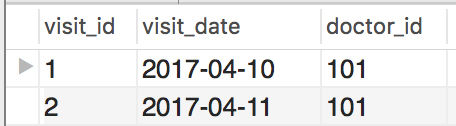 visit_id visit_date doctor_id
1 2017-04-10 101
2 2017-04-11 101